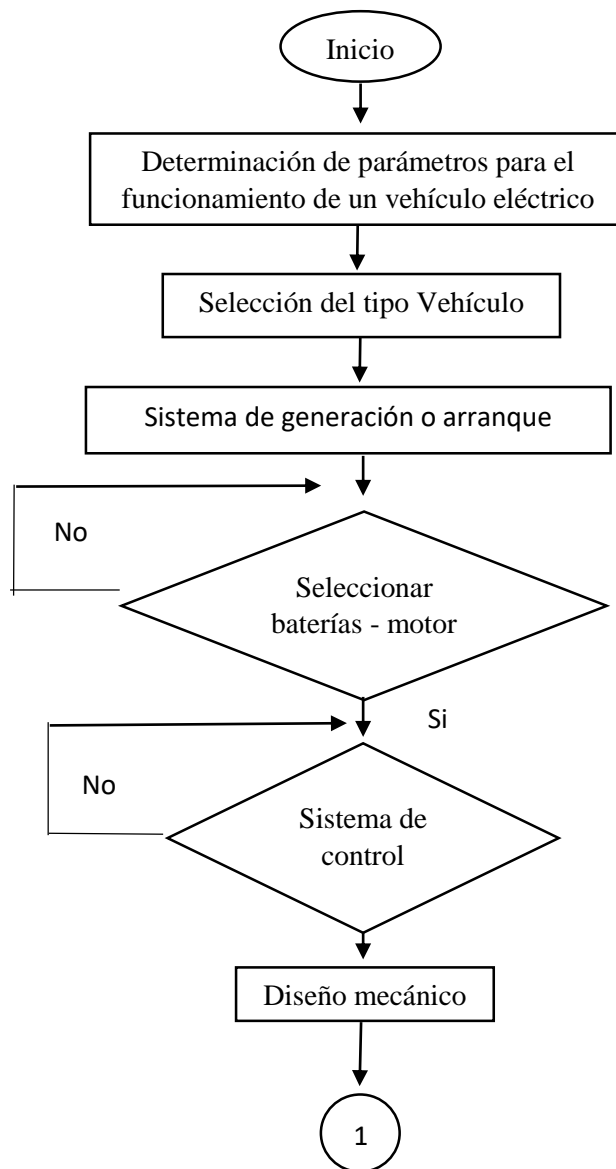 Inicio
Determinación de parámetros para el
funcionamiento de un vehículo eléctrico
Selección del tipo Vehículo
Sistema de generación o arranque
No
Seleccionar
baterías - motor
Si
No
Sistema de
control
Diseño mecánico
1